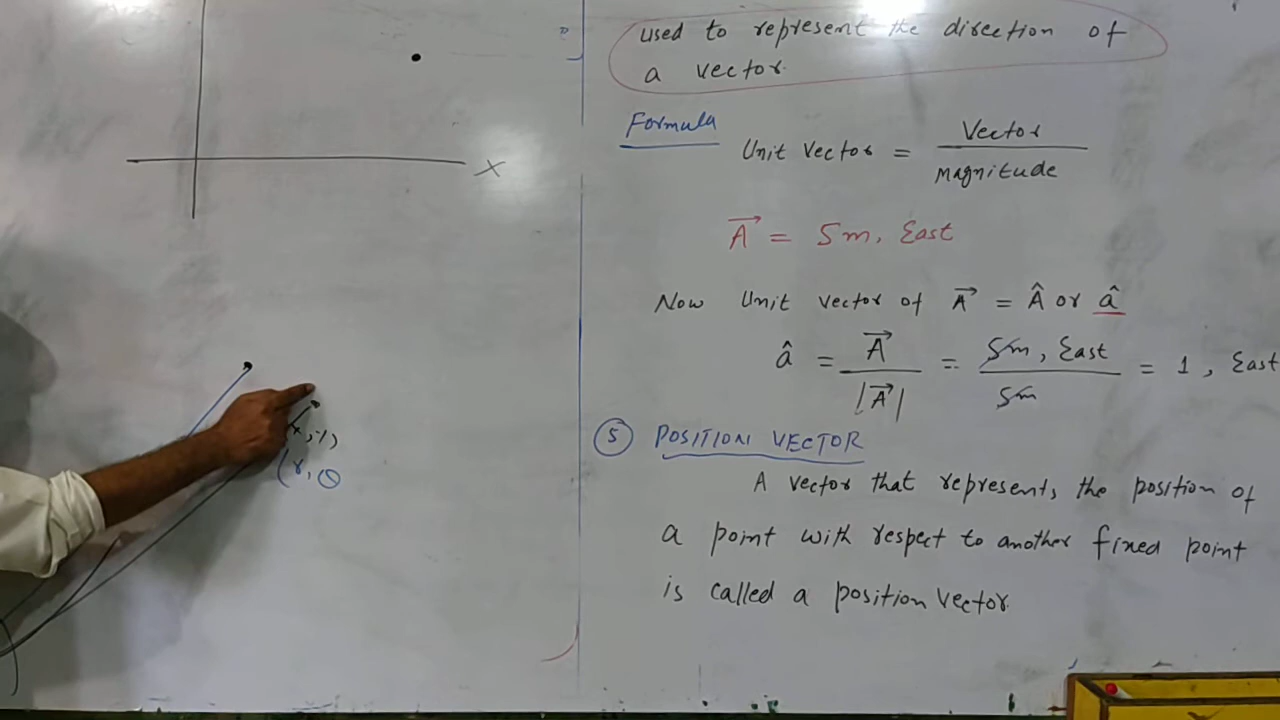 X
(x, y)
(r, θ
used to represent the direction of
a vector.
Formula
Unit Vector = Vector / magnitude
A⃗ = 5m, East
Now Unit vector of A⃗ = Â or â
â = A⃗ / |A⃗| = 5m, East / 5m = 1, East
⑤ POSITION VECTOR
A vector that represents the position of
a point with respect to another fixed point
is called a position vector.